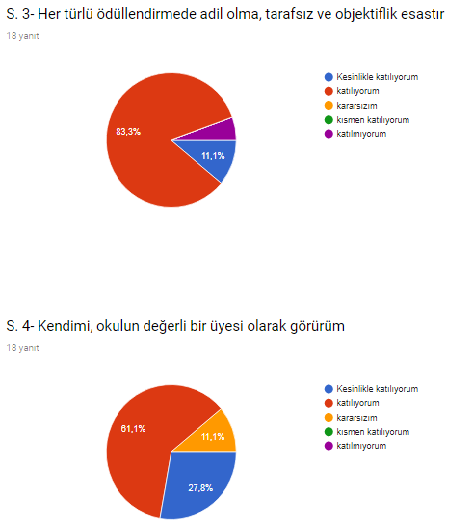 S. 3- Her türlü ödüllendirmede adil olma, tarafsız ve objektiflik esastır
18 yanıt
Kesinlikle katılıyorum
katılıyorum
kararsızım
kısmen katılıyorum
katılmıyorum
83,3%
11,1%
S. 4- Kendimi, okulun değerli bir üyesi olarak görürüm
18 yanıt
Kesinlikle katılıyorum
katılıyorum
kararsızım
kısmen katılıyorum
katılmıyorum
61,1%
11,1%
27,8%